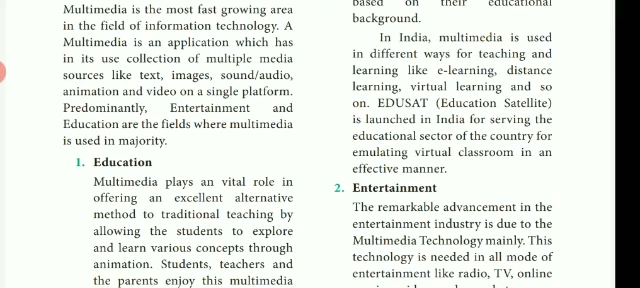 Multimedia is the most fast growing area
in the field of information technology. A
Multimedia is an application which has
in its use collection of multiple media
sources like text, images, sound/audio,
animation and video on a single platform.
Predominantly, Entertainment and
Education are the fields where multimedia
is used in majority.
1. Education
Multimedia plays an vital role in
offering an excellent alternative
method to traditional teaching by
allowing the students to explore
and learn various concepts through
animation. Students, teachers and
the parents enjoy this multimedia
based on their educational
background.
In India, multimedia is used
in different ways for teaching and
learning like e-learning, distance
learning, virtual learning and so
on. EDUSAT (Education Satellite)
is launched in India for serving the
educational sector of the country for
emulating virtual classroom in an
effective manner.
2. Entertainment
The remarkable advancement in the
entertainment industry is due to the
Multimedia Technology mainly. This
technology is needed in all mode of
entertainment like radio, TV, online